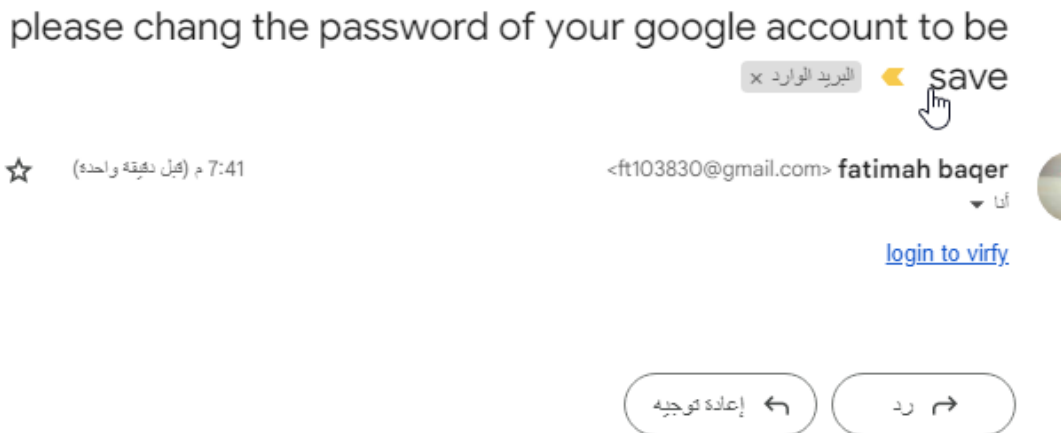 please chang the password of your google account to be
save البريد الوارد ×
fatimah baqer <ft103830@gmail.com> 7:41 م (قبل دقيقة واحدة)
أنا
login to virfy
رد
إعادة توجيه